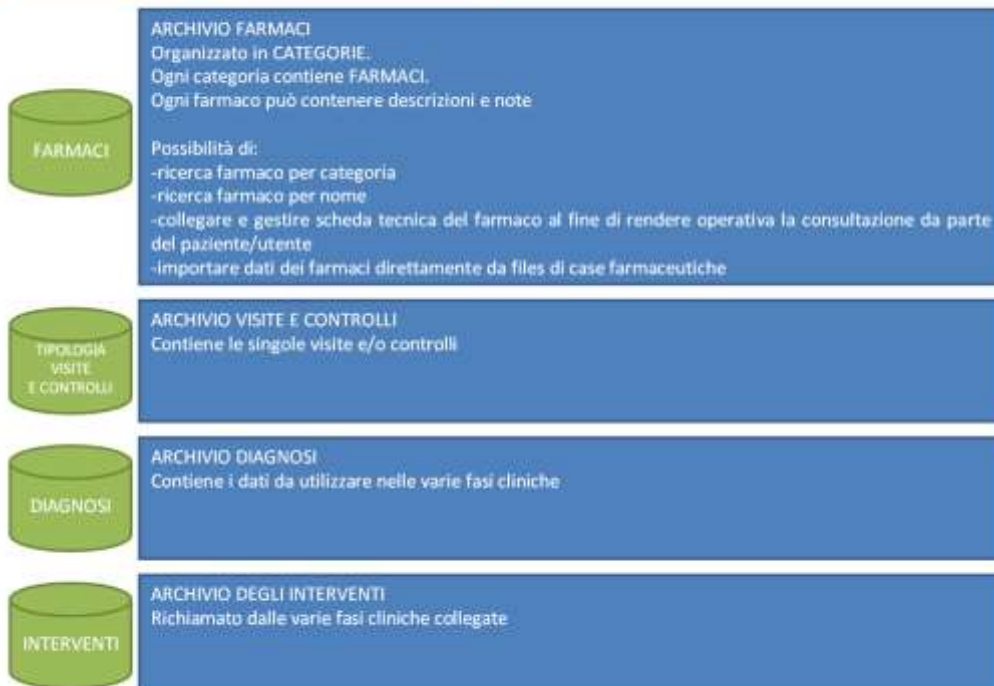 FARMACI
ARCHIVIO FARMACI
Organizzato in CATEGORIE.
Ogni categoria contiene FARMACI.
Ogni farmaco può contenere descrizioni e note
Possibilità di:
-ricerca farmaco per categoria
-ricerca farmaco per nome
-collegare e gestire scheda tecnica del farmaco al fine di rendere operativa la consultazione da parte
del paziente/utente
-importare dati dei farmaci direttamente da files di case farmaceutiche
TIPOLOGIA
VISITE
E CONTROLLI
ARCHIVIO VISITE E CONTROLLI
Contiene le singole visite e/o controlli
DIAGNOSI
ARCHIVIO DIAGNOSI
Contiene i dati da utilizzare nelle varie fasi cliniche
INTERVENTI
ARCHIVIO DEGLI INTERVENTI
Richiamato dalle varie fasi cliniche collegate